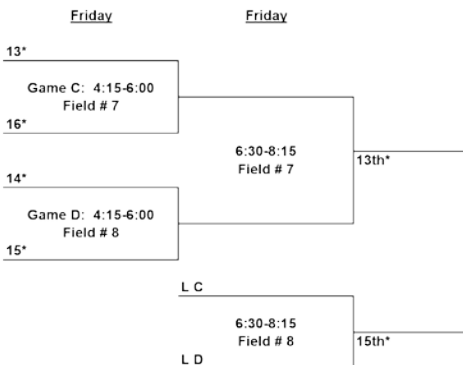 Friday
Friday
13*
Game C: 4:15-6:00
Field # 7
16*
6:30-8:15
Field # 7
13th*
14*
Game D: 4:15-6:00
Field # 8
15*
L C
6:30-8:15
Field # 8
15th*
L D